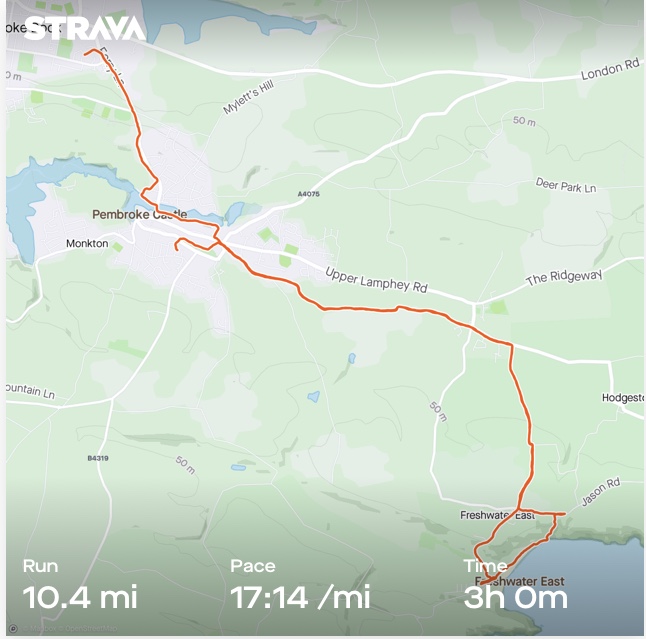 STRAVA
London Rd
Mylett's Hill
50 m
Deer Park Ln
A4075
Pembroke Castle
Monkton
The Ridgeway
Upper Lamphey Rd
50 m
B4319
50 m
Jason Rd
Freshwater East
Freshwater East
Run
10.4 mi
Pace
17:14 /mi
Time
3h 0m